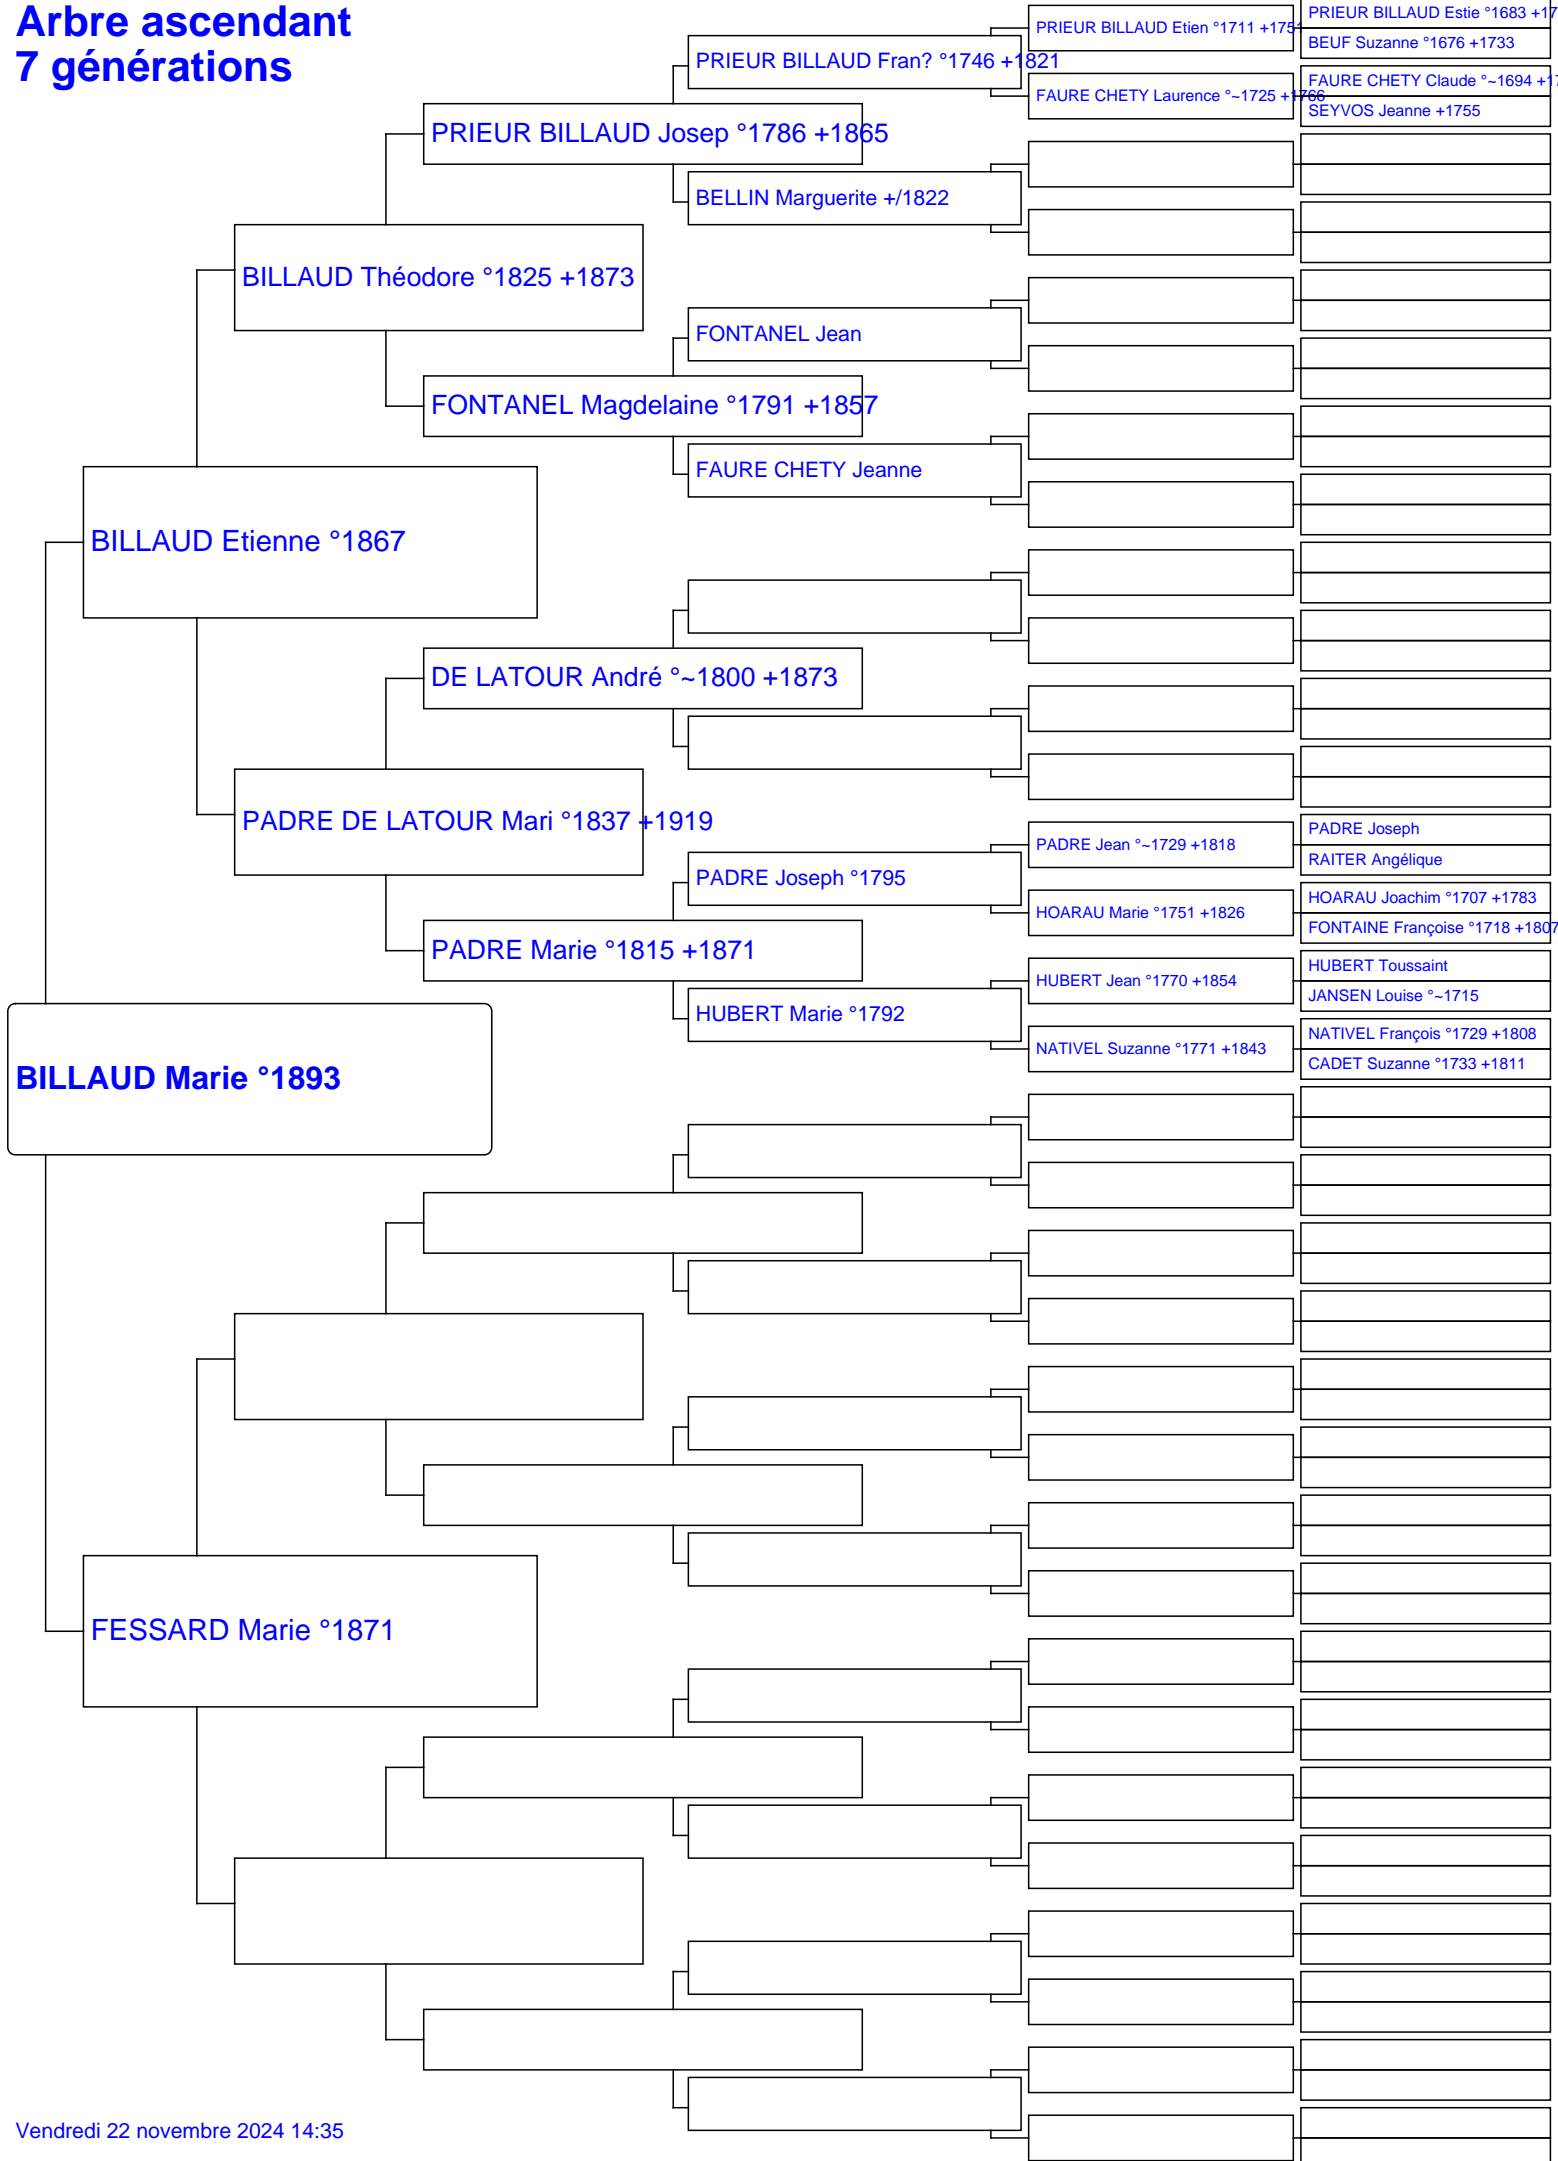 Arbre ascendant
7 générations
PRIEUR BILLAUD Estie °1683 +17
PRIEUR BILLAUD Etien °1711 +1751
BEUF Suzanne °1676 +1733
PRIEUR BILLAUD Fran? °1746 +1821
FAURE CHETY Claude °~1694 +17
FAURE CHETY Laurence °~1725 +1766
SEYVOS Jeanne +1755
PRIEUR BILLAUD Josep °1786 +1865
BELLIN Marguerite +/1822
BILLAUD Théodore °1825 +1873
FONTANEL Jean
FONTANEL Magdelaine °1791 +1857
FAURE CHETY Jeanne
BILLAUD Etienne °1867
DE LATOUR André °~1800 +1873
PADRE DE LATOUR Mari °1837 +1919
PADRE Joseph
PADRE Jean °~1729 +1818
RAITER Angélique
PADRE Joseph °1795
HOARAU Joachim °1707 +1783
HOARAU Marie °1751 +1826
FONTAINE Françoise °1718 +1807
PADRE Marie °1815 +1871
HUBERT Toussaint
HUBERT Jean °1770 +1854
JANSEN Louise °~1715
HUBERT Marie °1792
NATIVEL François °1729 +1808
NATIVEL Suzanne °1771 +1843
CADET Suzanne °1733 +1811
BILLAUD Marie °1893
FESSARD Marie °1871
Vendredi 22 novembre 2024 14:35